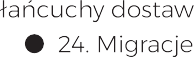 łańcuchy dostaw
● 24. Migracje